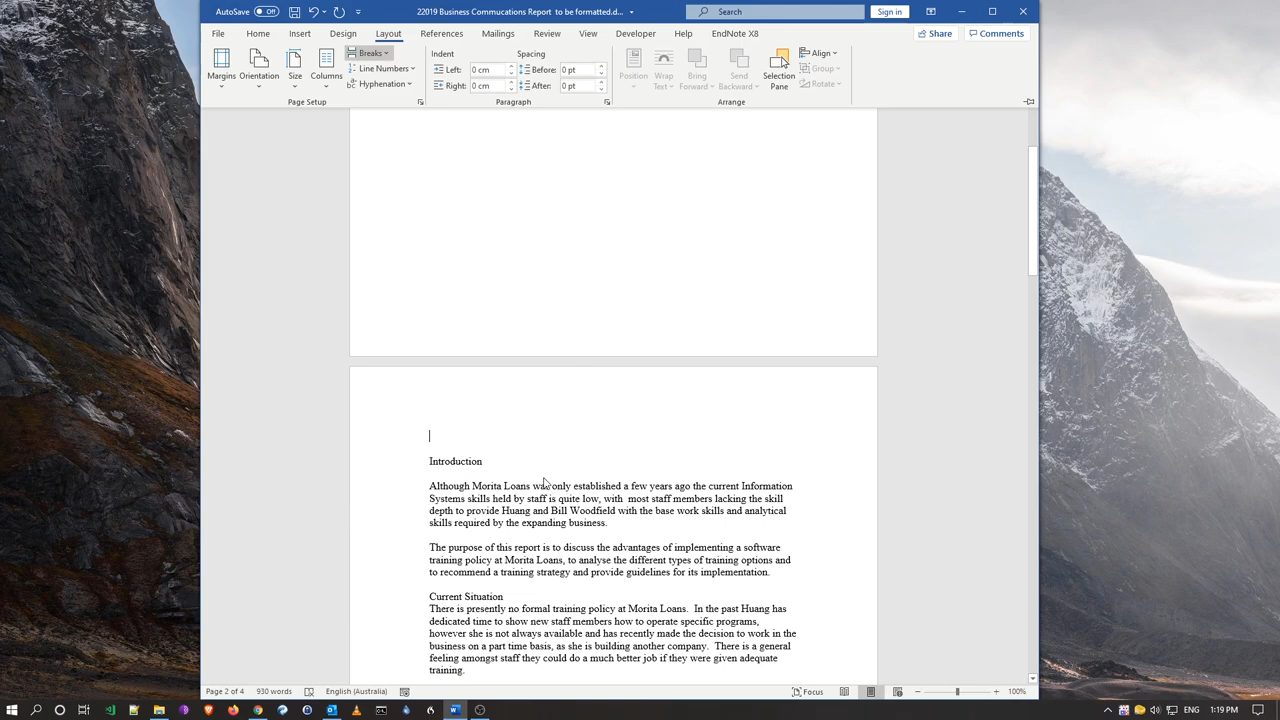 AutoSave Off
22019 Business Commucations Report  to be formatted.d...
Search
Sign in
File Home Insert Design Layout References Mailings Review View Developer Help EndNote X8
Share Comments
Margins Orientation Size Columns
Breaks
Line Numbers
Hyphenation
Page Setup
Indent Spacing
Left: 0 cm Before: 0 pt
Right: 0 cm After: 0 pt
Paragraph
Position Wrap Text Bring Forward Send Backward Selection Pane
Align
Group
Rotate
Arrange
Introduction
Although Morita Loans was only established a few years ago the current Information
Systems skills held by staff is quite low, with  most staff members lacking the skill
depth to provide Huang and Bill Woodfield with the base work skills and analytical
skills required by the expanding business.
The purpose of this report is to discuss the advantages of implementing a software
training policy at Morita Loans, to analyse the different types of training options and
to recommend a training strategy and provide guidelines for its implementation.
Current Situation
There is presently no formal training policy at Morita Loans.  In the past Huang has
dedicated time to show new staff members how to operate specific programs,
however she is not always available and has recently made the decision to work in the
business on a part time basis, as she is building another company.  There is a general
feeling amongst staff they could do a much better job if they were given adequate
training.
Page 2 of 4 930 words English (Australia) Focus 100%
1:19 PM